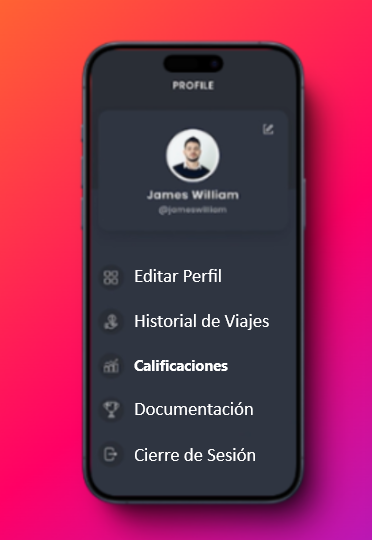 PROFILE
James William
@jameswilliam
Editar Perfil
Historial de Viajes
Calificaciones
Documentación
Cierre de Sesión